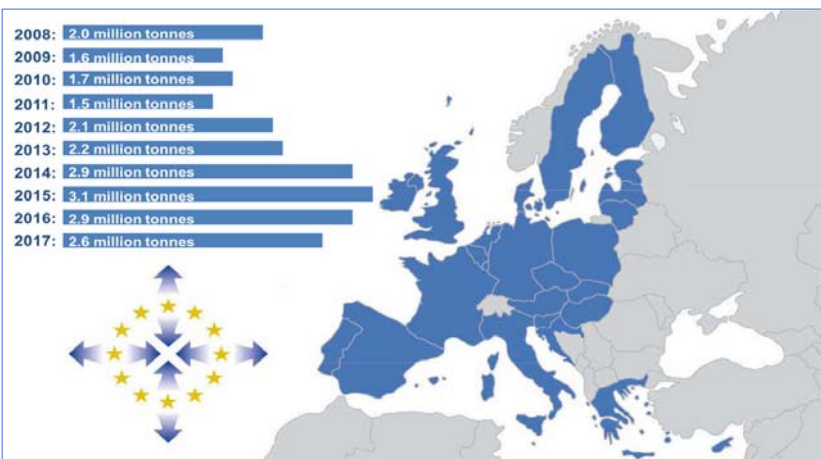 2008: 2.0 million tonnes
2009: 1.6 million tonnes
2010: 1.7 million tonnes
2011: 1.5 million tonnes
2012: 2.1 million tonnes
2013: 2.2 million tonnes
2014: 2.9 million tonnes
2015: 3.1 million tonnes
2016: 2.9 million tonnes
2017: 2.6 million tonnes